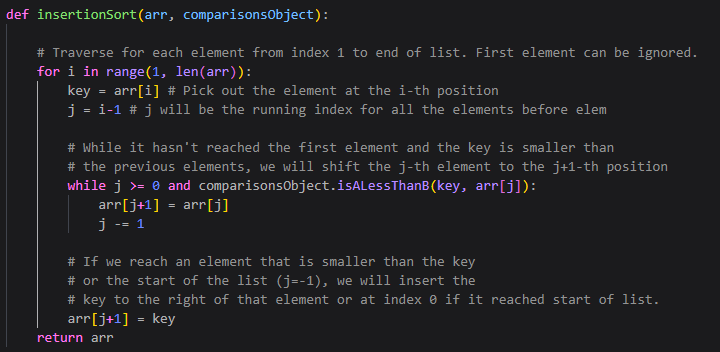 def insertionSort(arr, comparisonsObject):
# Traverse for each element from index 1 to end of list. First element can be ignored.
for i in range(1, len(arr)):
key = arr[i] # Pick out the element at the i-th position
j = i-1 # j will be the running index for all the elements before elem
# While it hasn't reached the first element and the key is smaller than
# the previous elements, we will shift the j-th element to the j+1-th position
while j >= 0 and comparisonsObject.isALessThanB(key, arr[j]):
arr[j+1] = arr[j]
j -= 1
# If we reach an element that is smaller than the key
# or the start of the list (j=-1), we will insert the
# key to the right of that element or at index 0 if it reached start of list.
arr[j+1] = key
return arr